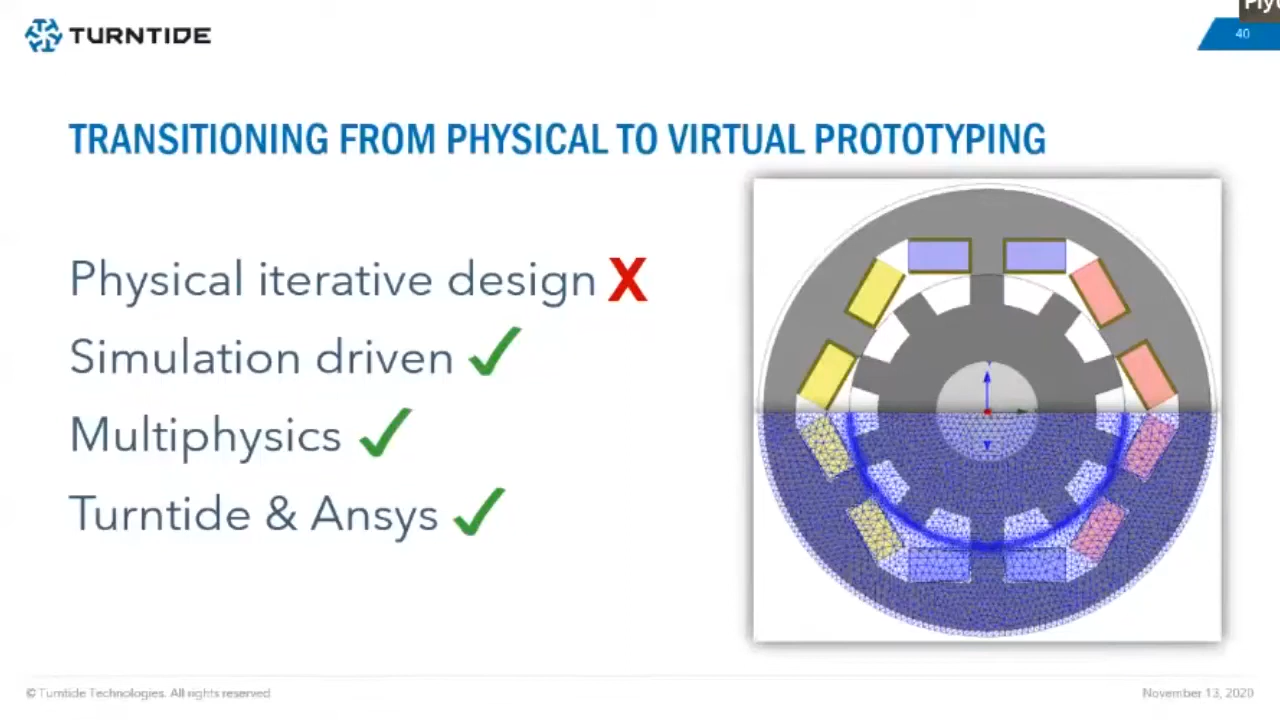 TURNTIDE
40
TRANSITIONING FROM PHYSICAL TO VIRTUAL PROTOTYPING
Physical iterative design X
Simulation driven ✓
Multiphysics ✓
Turntide & Ansys ✓
© Turntide Technologies. All rights reserved
November 13, 2020